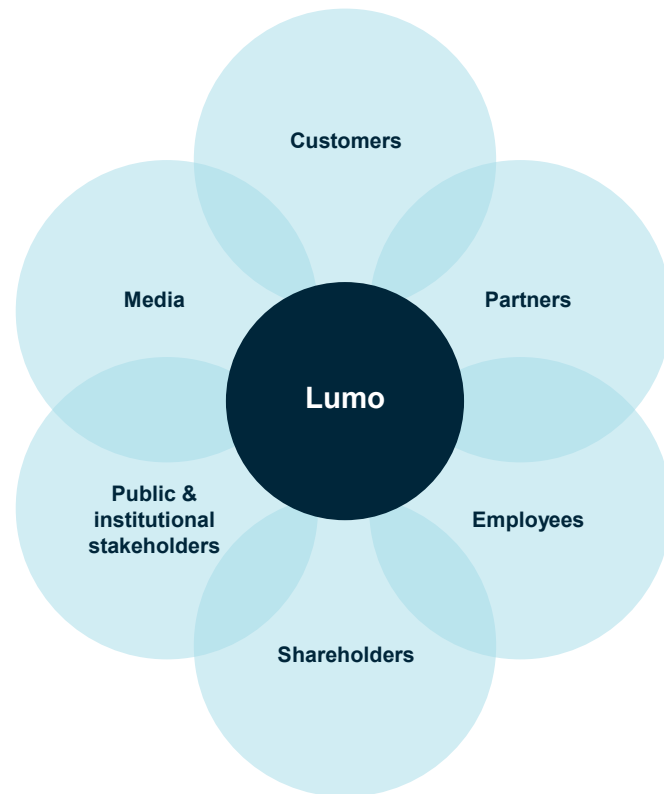 Customers
Media
Partners
Lumo
Public &
institutional
stakeholders
Employees
Shareholders